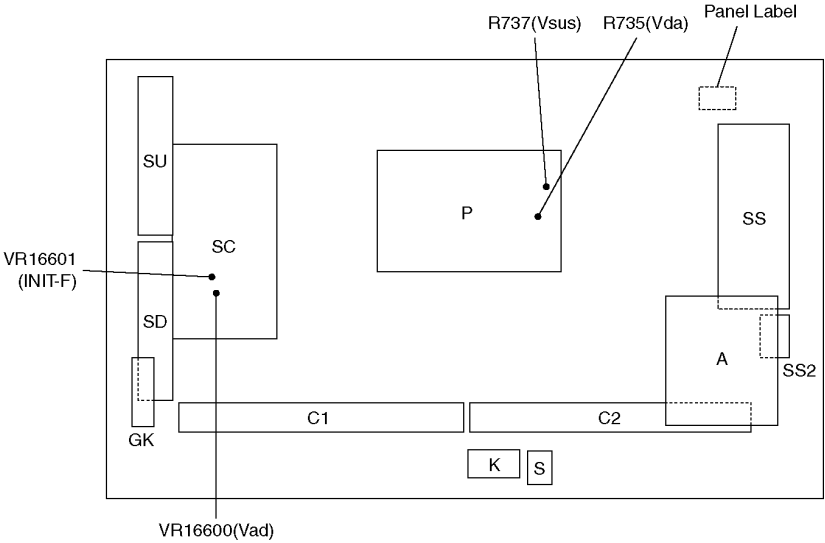 Panel Label
R737(Vsus)
R735(Vda)
SU
P
SS
SC
VR16601
(INIT-F)
SD
A
SS2
C1
C2
GK
K
S
VR16600(Vad)